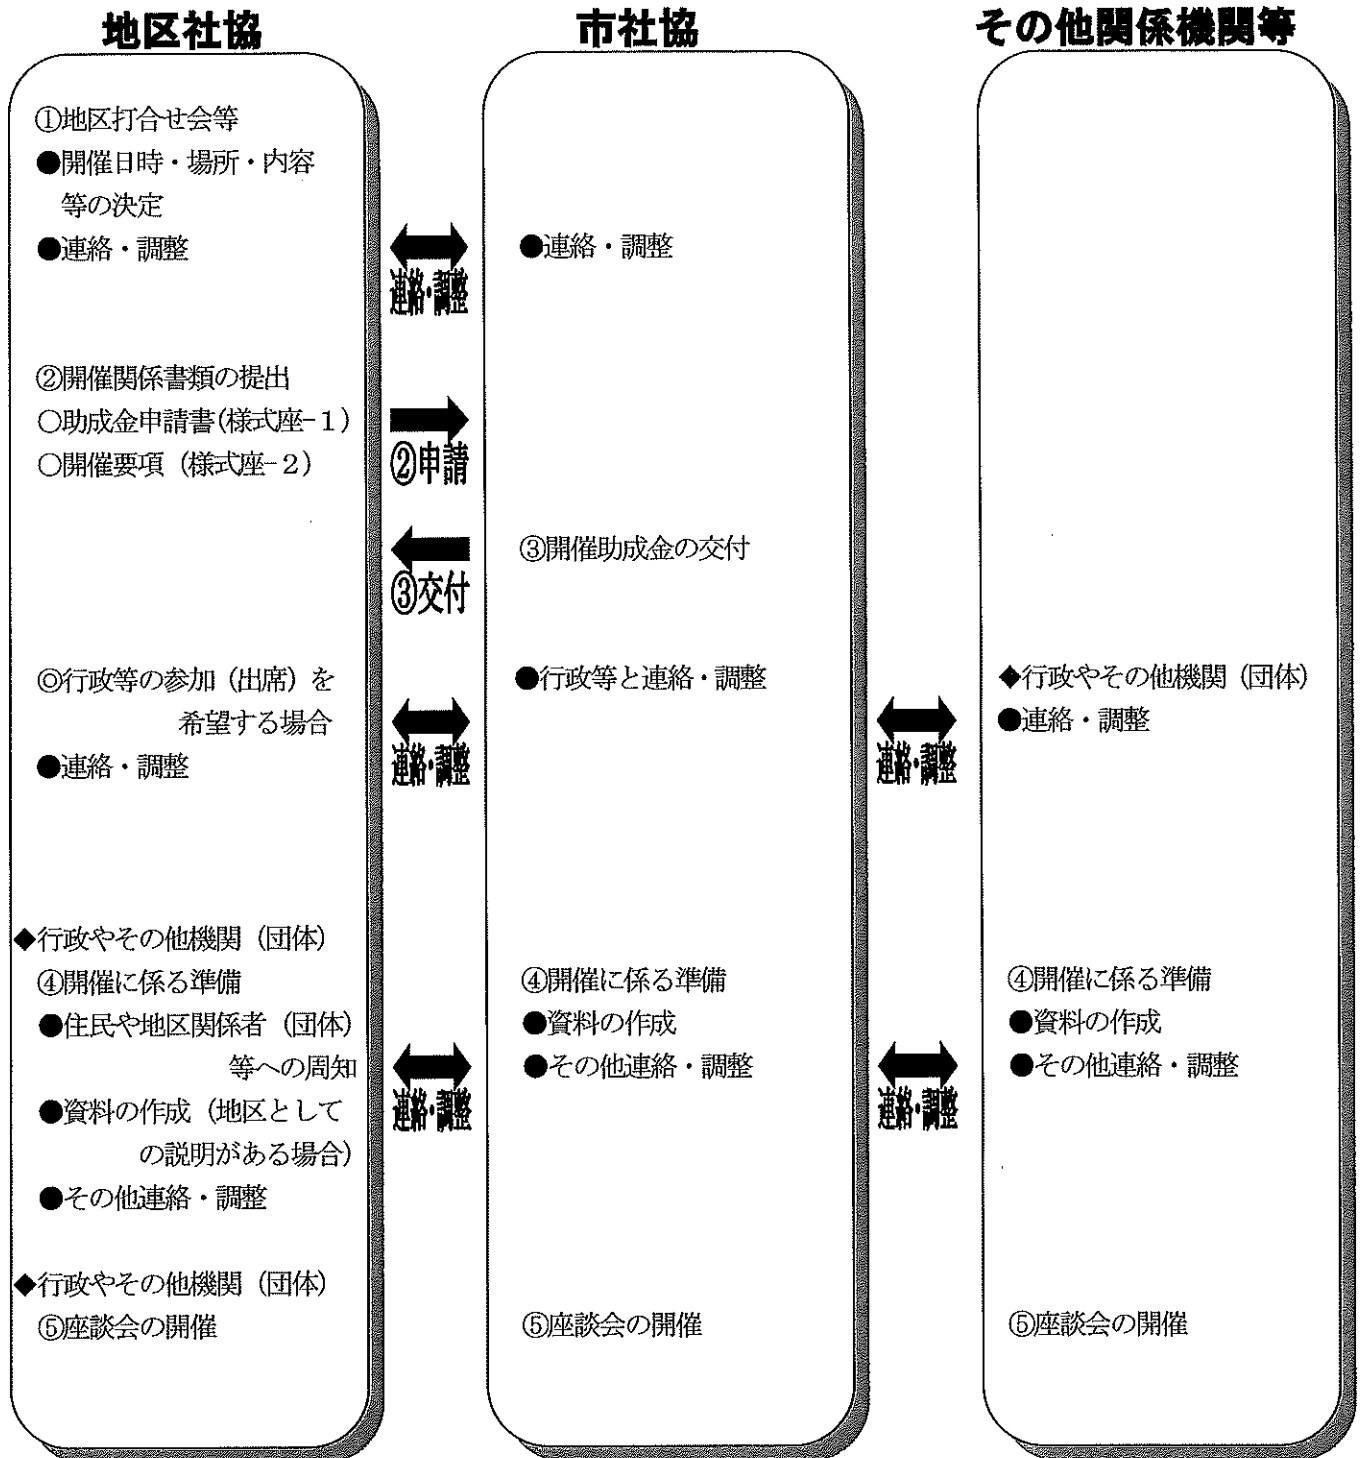 地区社協
市社協
その他関係機関等
①地区打合せ会等
●開催日時・場所・内容
等の決定
●連絡・調整
連絡・調整
●連絡・調整
②開催関係書類の提出
○助成金申請書(様式座-1)
○開催要項（様式座-2）
②申請
③交付
③開催助成金の交付
◎行政等の参加（出席）を
希望する場合
●連絡・調整
連絡・調整
●行政等と連絡・調整
連絡・調整
◆行政やその他機関（団体）
●連絡・調整
◆行政やその他機関（団体）
④開催に係る準備
●住民や地区関係者（団体）
等への周知
●資料の作成（地区として
の説明がある場合）
●その他連絡・調整
連絡・調整
④開催に係る準備
●資料の作成
●その他連絡・調整
連絡・調整
④開催に係る準備
●資料の作成
●その他連絡・調整
◆行政やその他機関（団体）
⑤座談会の開催
⑤座談会の開催
⑤座談会の開催